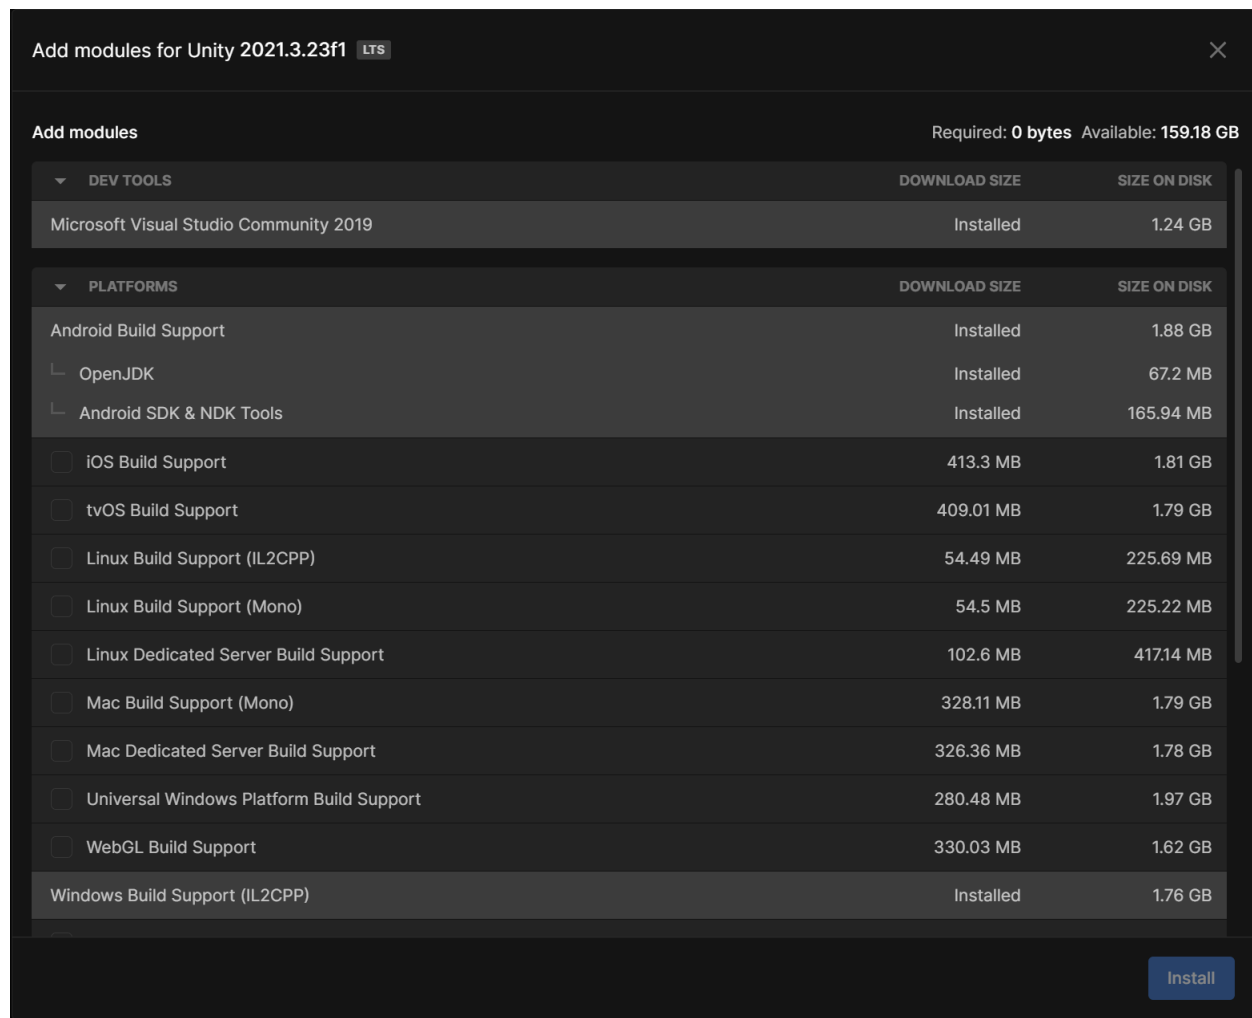 Add modules for Unity 2021.3.23f1 LTS
Add modules Required: 0 bytes Available: 159.18 GB
DEV TOOLS DOWNLOAD SIZE SIZE ON DISK
Microsoft Visual Studio Community 2019 Installed 1.24 GB
PLATFORMS DOWNLOAD SIZE SIZE ON DISK
Android Build Support Installed 1.88 GB
OpenJDK Installed 67.2 MB
Android SDK & NDK Tools Installed 165.94 MB
iOS Build Support 413.3 MB 1.81 GB
tvOS Build Support 409.01 MB 1.79 GB
Linux Build Support (IL2CPP) 54.49 MB 225.69 MB
Linux Build Support (Mono) 54.5 MB 225.22 MB
Linux Dedicated Server Build Support 102.6 MB 417.14 MB
Mac Build Support (Mono) 328.11 MB 1.79 GB
Mac Dedicated Server Build Support 326.36 MB 1.78 GB
Universal Windows Platform Build Support 280.48 MB 1.97 GB
WebGL Build Support 330.03 MB 1.62 GB
Windows Build Support (IL2CPP) Installed 1.76 GB
Install